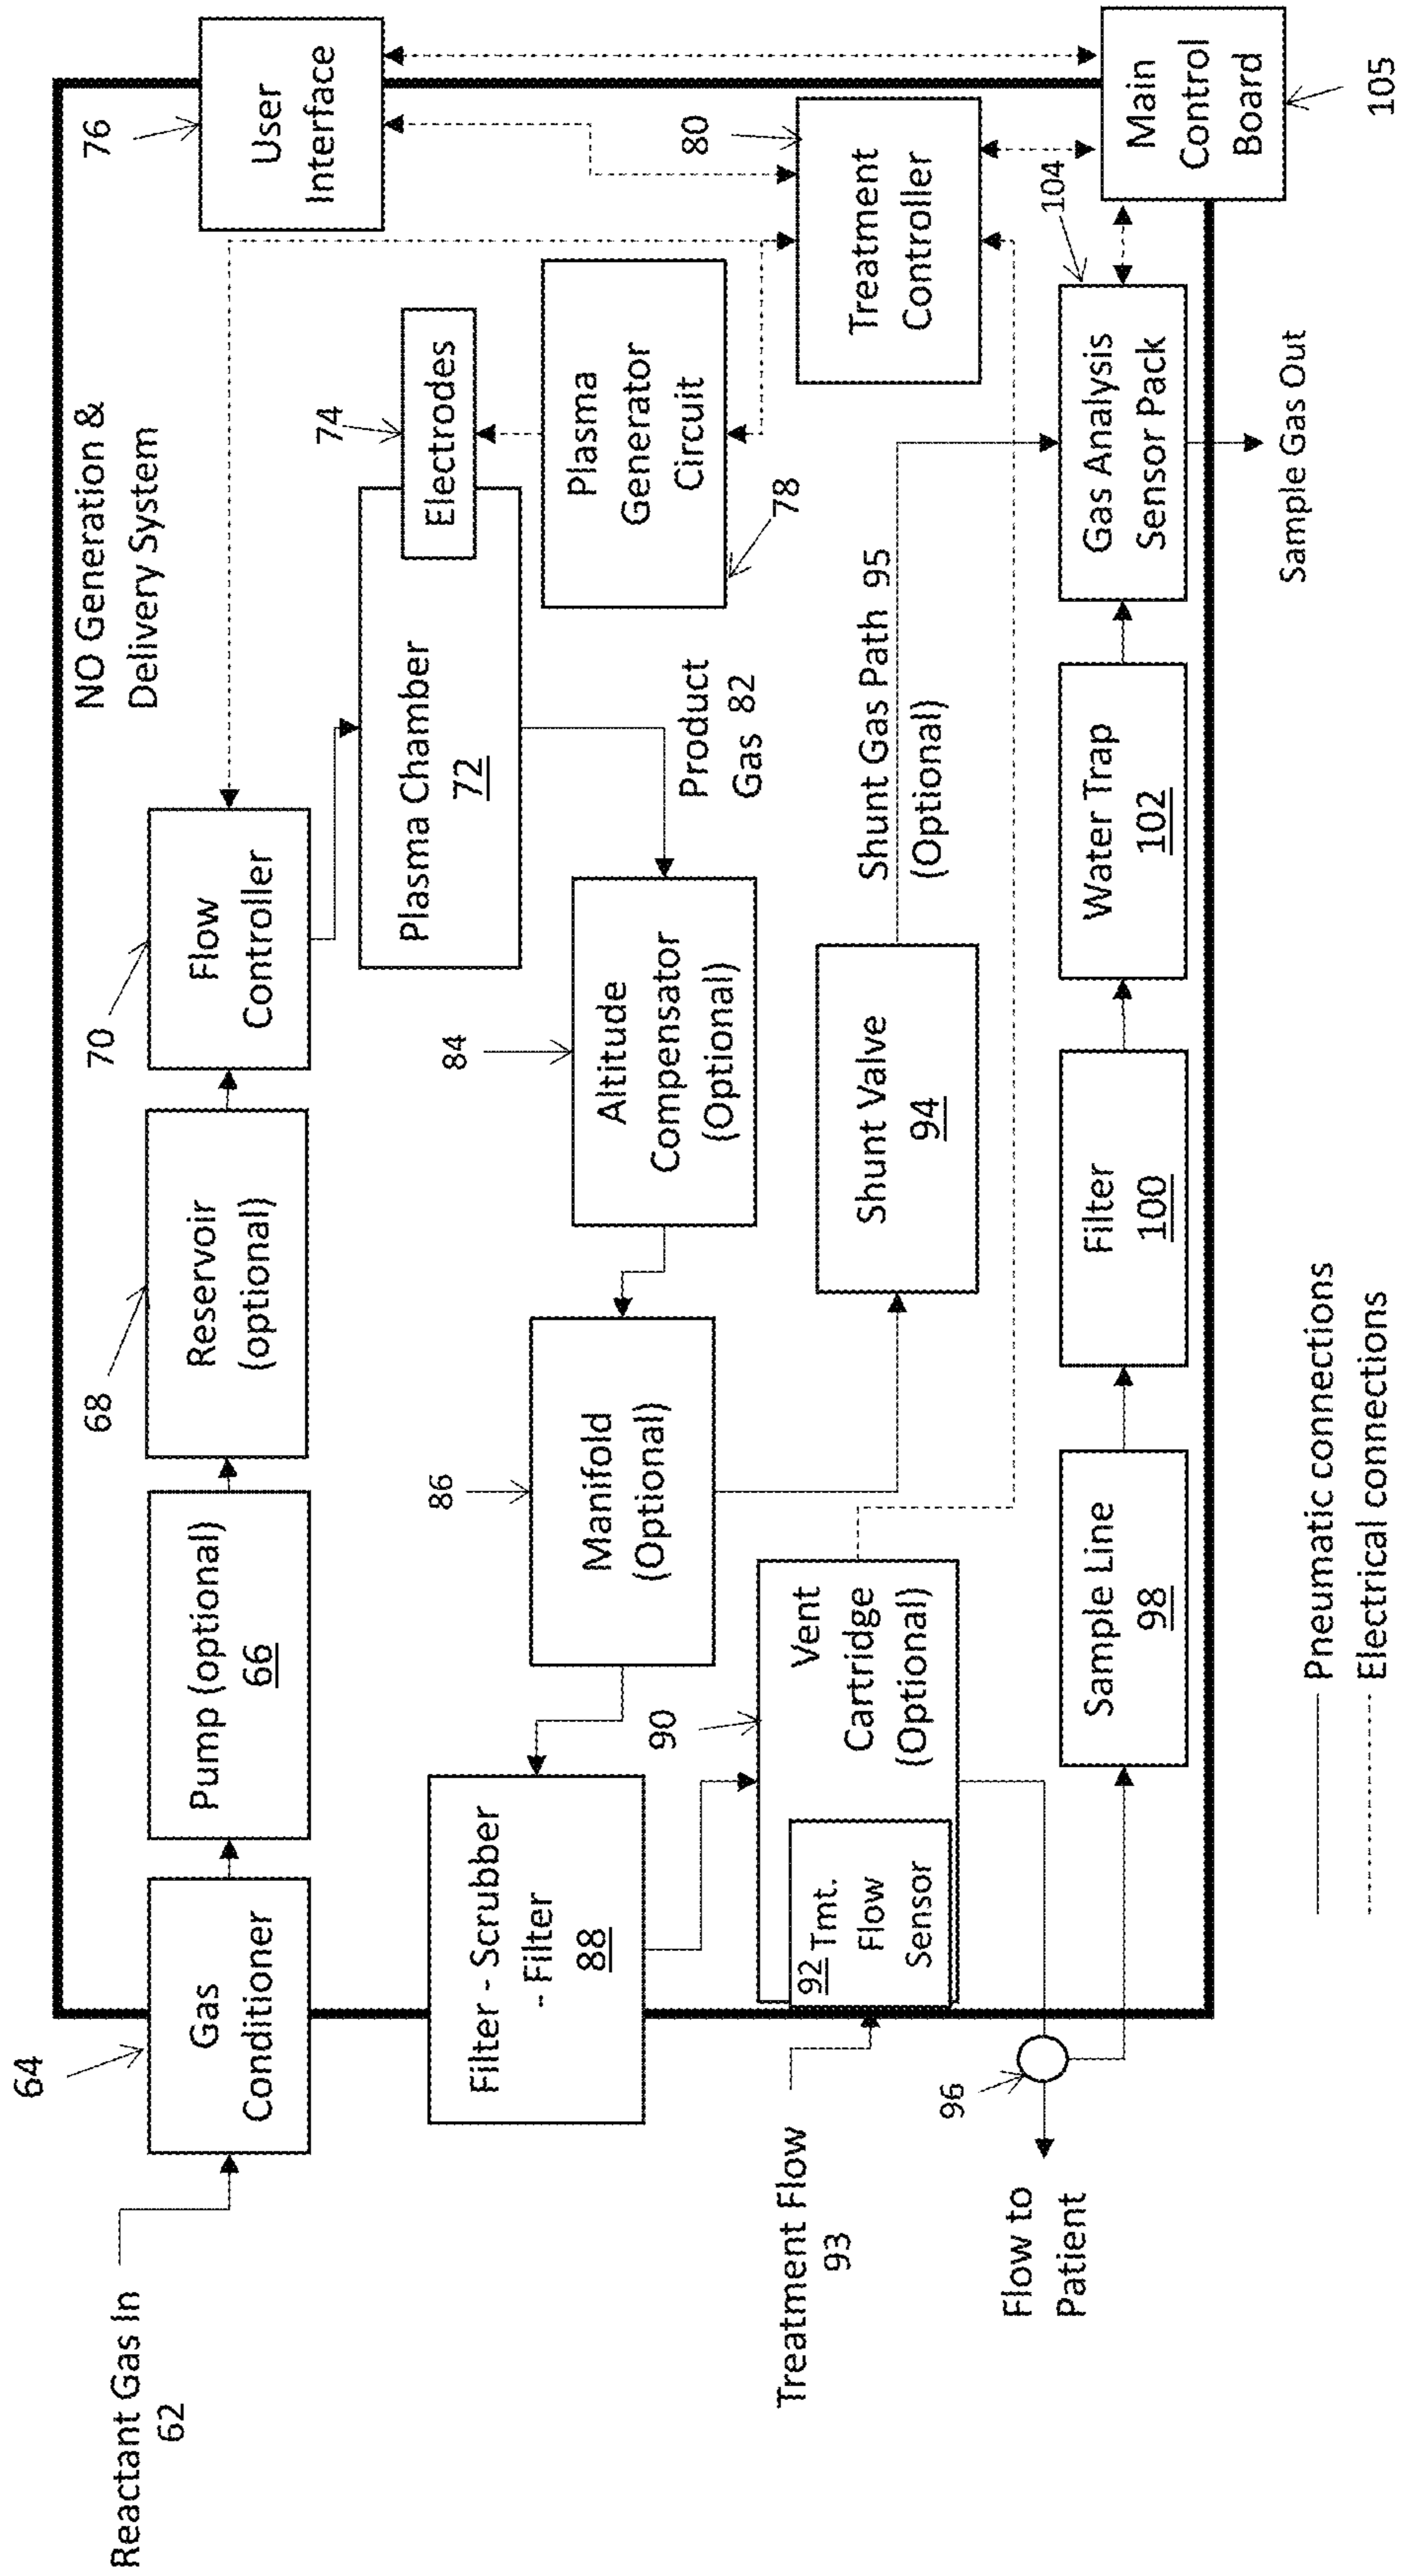 NO Generation &
Delivery System
Reactant Gas In
62
64
Gas
Conditioner
Pump (optional)
66
68
Reservoir
(optional)
70
Flow
Controller
76
User
Interface
Plasma Chamber
72
74
Electrodes
Plasma
Generator
Circuit
78
80
Treatment
Controller
Product
Gas 82
84
Altitude
Compensator
(Optional)
86
Manifold
(Optional)
Filter - Scrubber
- Filter
88
90
Vent
Cartridge
(Optional)
92 Tmt.
Flow
Sensor
Treatment Flow
93
Shunt Valve
94
Shunt Gas Path 95
(Optional)
96
Flow to
Patient
Sample Line
98
Filter
100
Water Trap
102
104
Gas Analysis
Sensor Pack
Sample Gas Out
Main
Control
Board
105
Pneumatic connections
Electrical connections